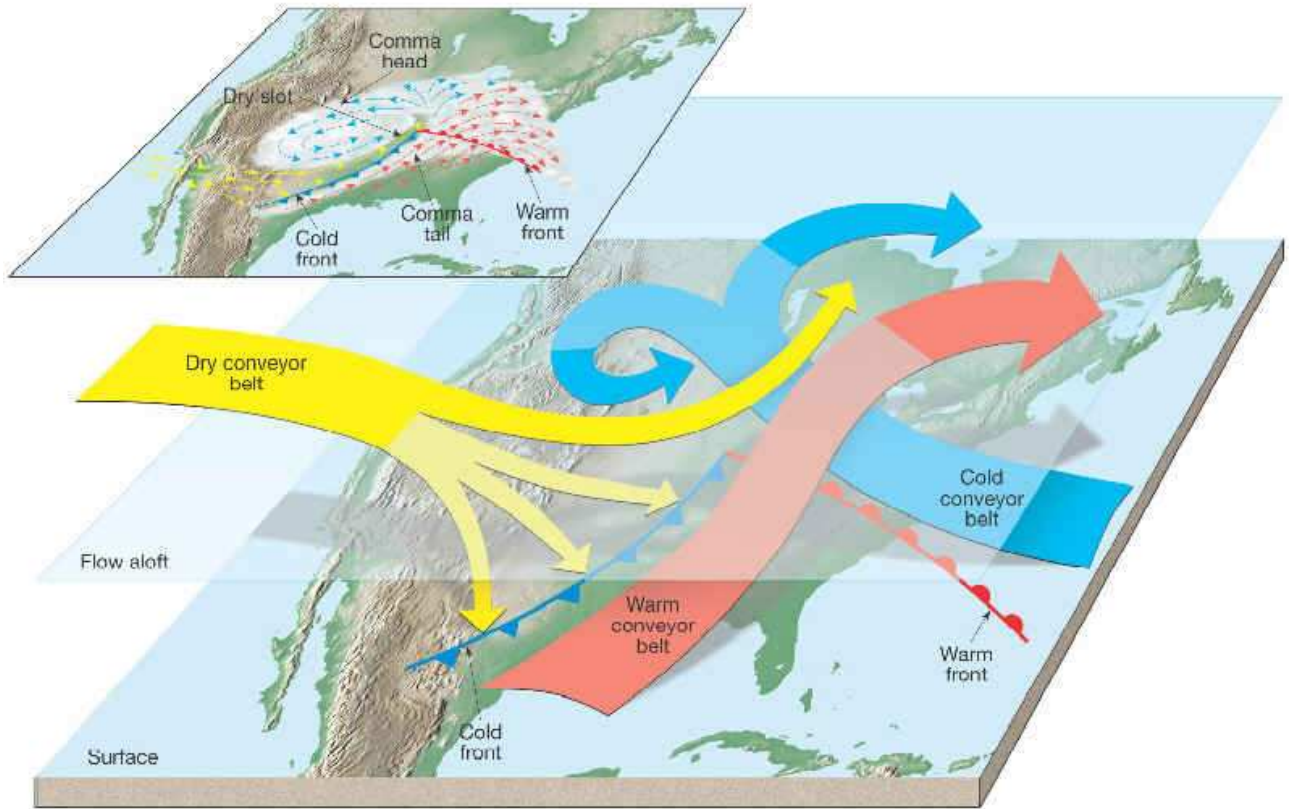 Comma
head
Dry slot
Cold
front
Comma
tail
Warm
front
Dry conveyor
belt
Cold
conveyor
belt
Flow aloft
Warm
conveyor
belt
Warm
front
Cold
front
Surface